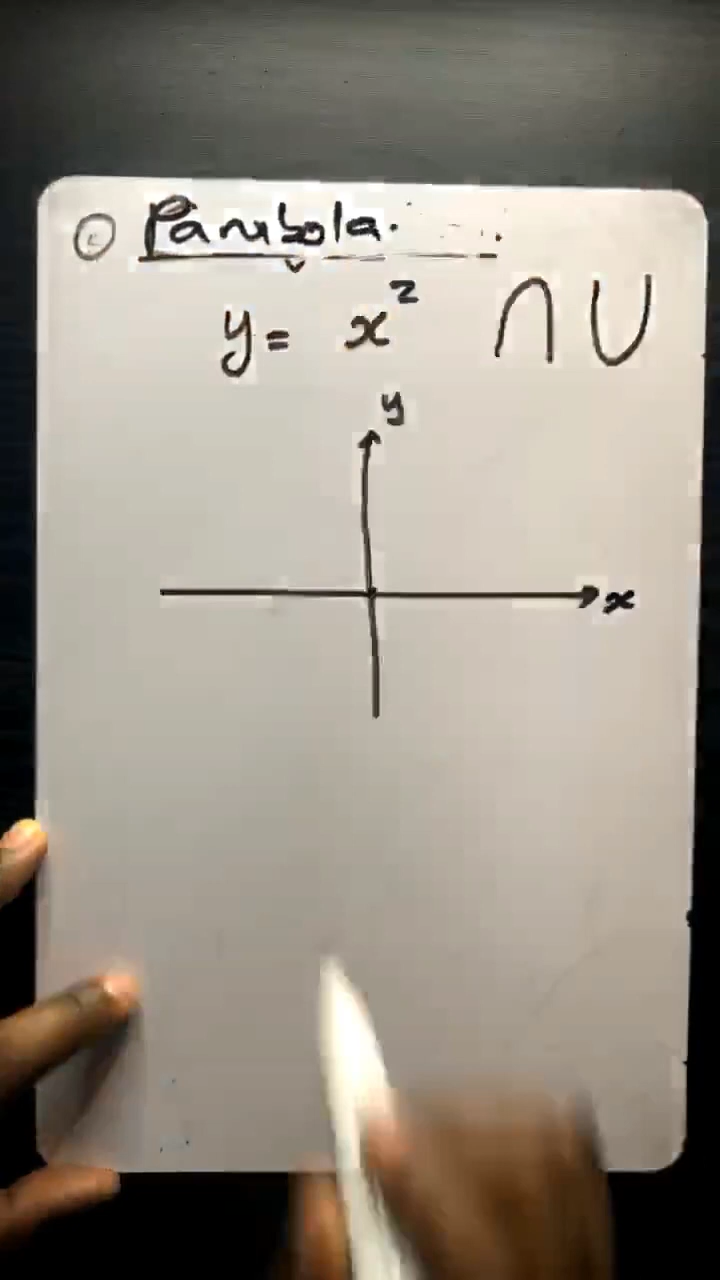 Parabola.
y = x²
y
x